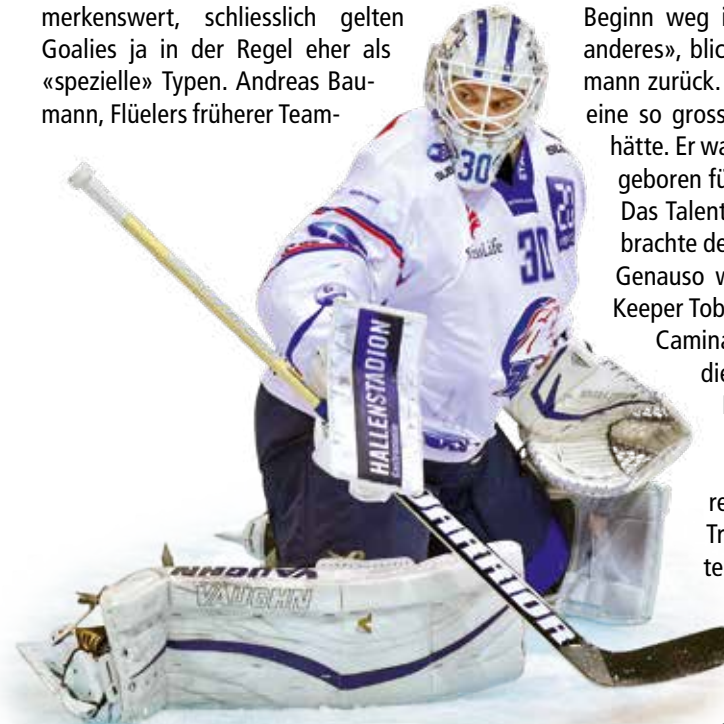 merkenswert, schliesslich gelten
Goalies ja in der Regel eher als
«spezielle» Typen. Andreas Bau-
mann, Flüelers früherer Team-
Beginn weg i
anderes», blic
mann zurück.
eine so gross
hätte. Er wa
geboren fü
Das Talent
brachte de
Genauso w
Keeper Tob
Camina
die
re
Tr
te
30
SwissLife
30
HALLENSTADION
Gastronomie
WARRIOR
VAUGHN
VAUGHN